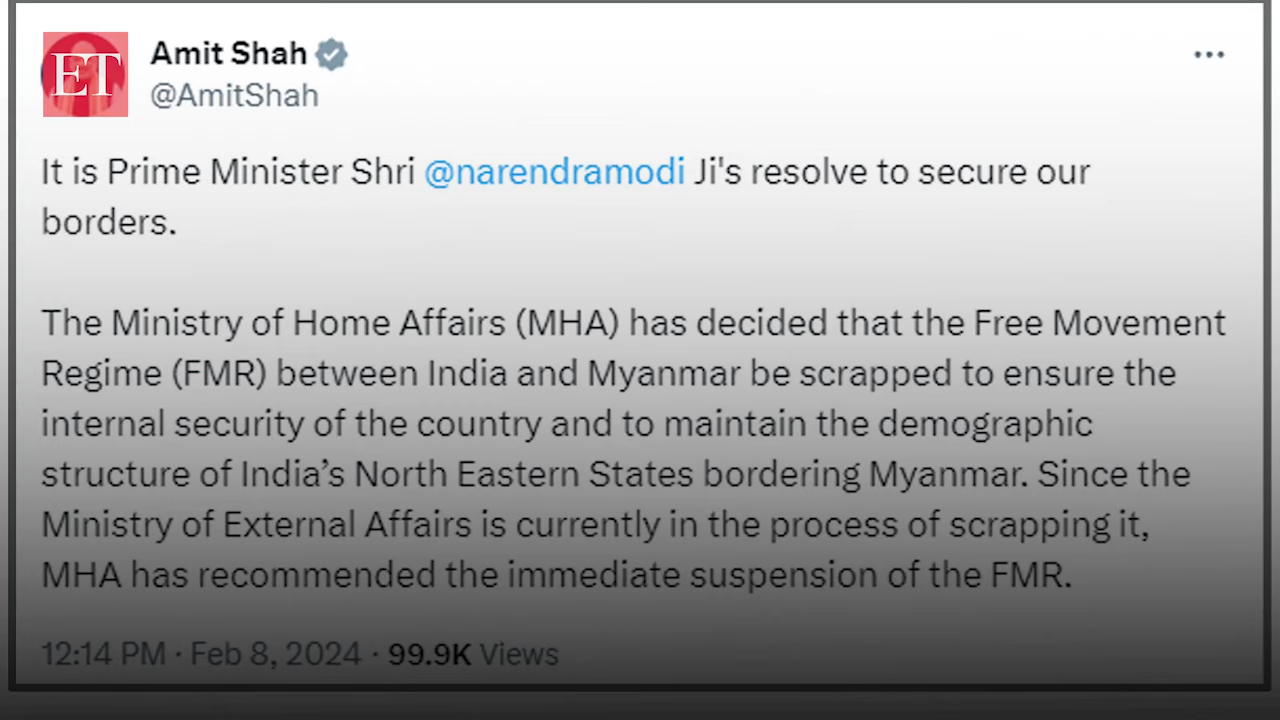 ET
Amit Shah
@AmitShah
It is Prime Minister Shri @narendramodi Ji's resolve to secure our
borders.
The Ministry of Home Affairs (MHA) has decided that the Free Movement
Regime (FMR) between India and Myanmar be scrapped to ensure the
internal security of the country and to maintain the demographic
structure of India’s North Eastern States bordering Myanmar. Since the
Ministry of External Affairs is currently in the process of scrapping it,
MHA has recommended the immediate suspension of the FMR.
12:14 PM · Feb 8, 2024 · 99.9K Views